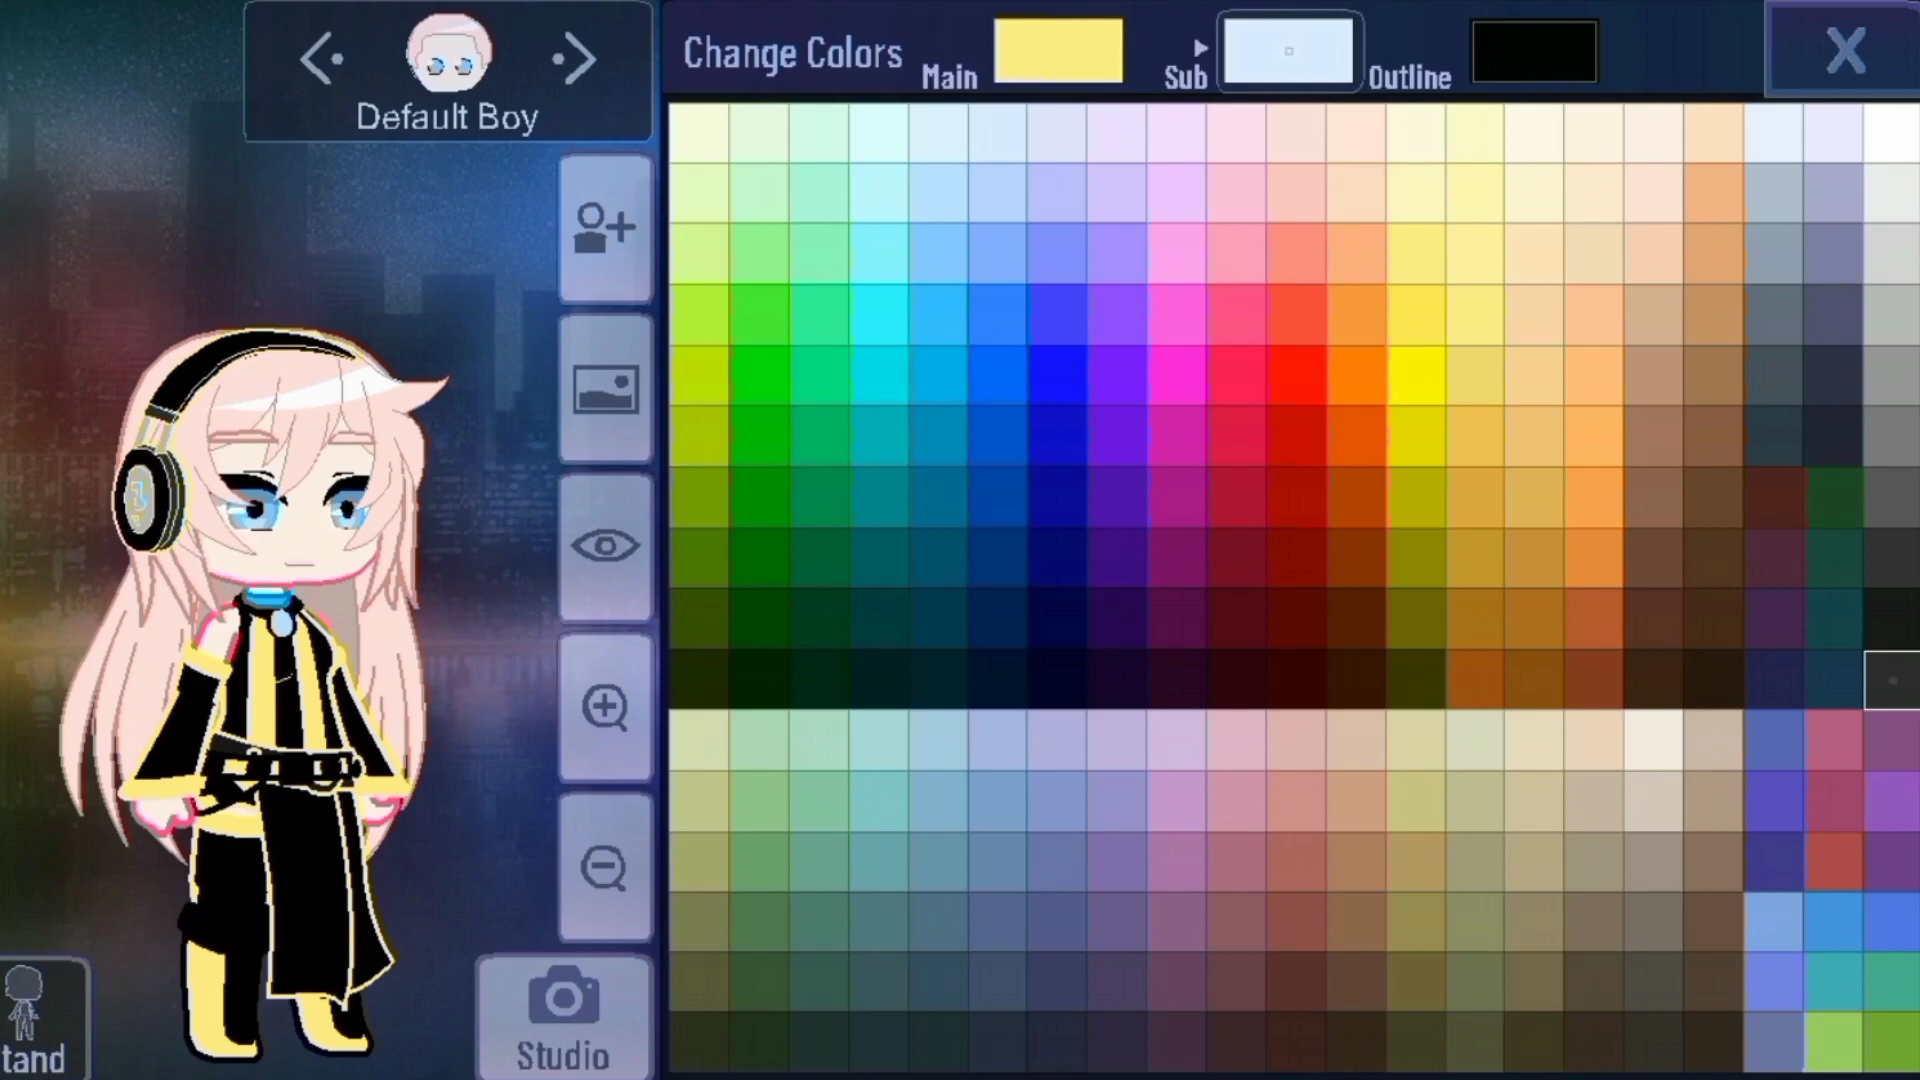 Default Boy
Change Colors
Main
Sub
Outline
X
Studio
tand